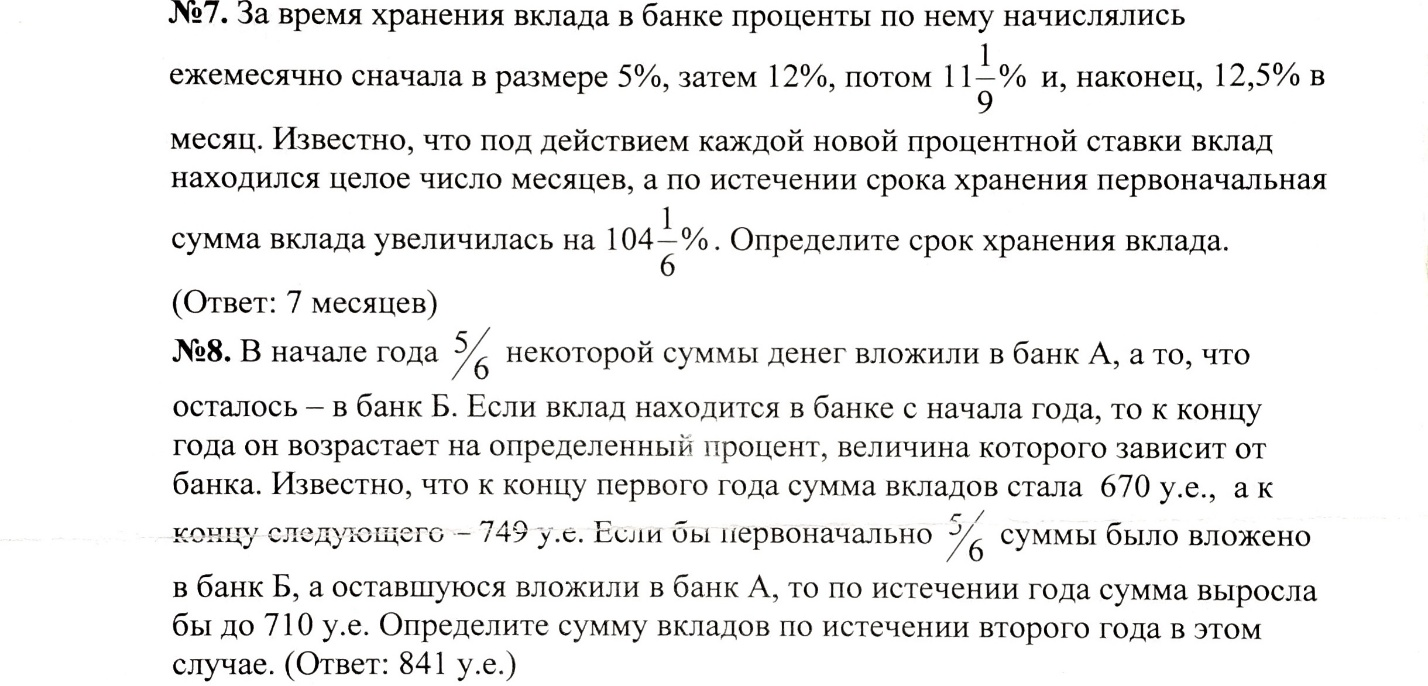 №7. За время хранения вклада в банке проценты по нему начислялись
ежемесячно сначала в размере 5%, затем 12%, потом 11 1/9 % и, наконец, 12,5% в
месяц. Известно, что под действием каждой новой процентной ставки вклад
находился целое число месяцев, а по истечении срока хранения первоначальная
сумма вклада увеличилась на 104 1/6 %. Определите срок хранения вклада.
(Ответ: 7 месяцев)
№8. В начале года 5/6 некоторой суммы денег вложили в банк А, а то, что
осталось – в банк Б. Если вклад находится в банке с начала года, то к концу
года он возрастает на определенный процент, величина которого зависит от
банка. Известно, что к концу первого года сумма вкладов стала 670 у.е., а к
концу следующего – 749 у.е. Если бы первоначально 5/6 суммы было вложено
в банк Б, а оставшуюся вложили в банк А, то по истечении года сумма выросла
бы до 710 у.е. Определите сумму вкладов по истечении второго года в этом
случае. (Ответ: 841 у.е.)